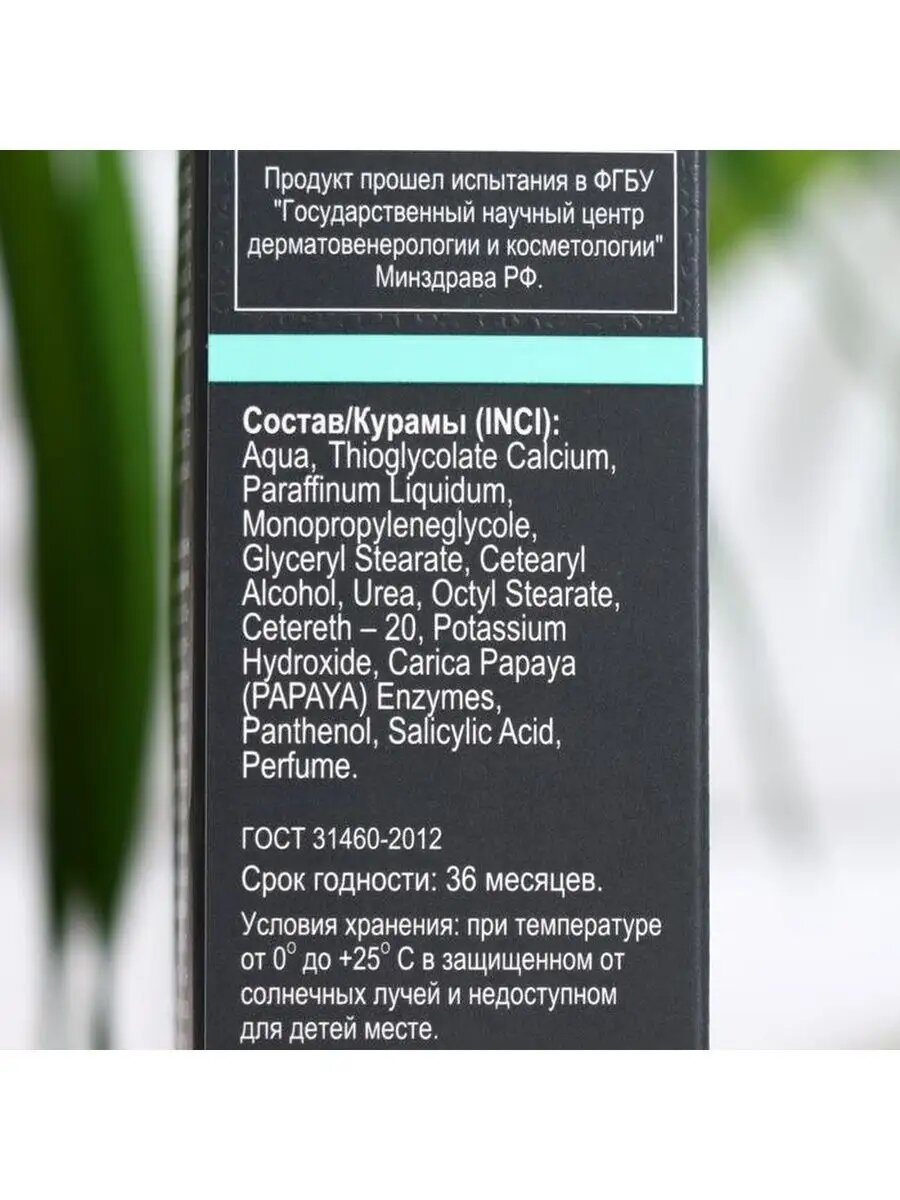 Продукт прошел испытания в ФГБУ
"Государственный научный центр
дерматовенерологии и косметологии"
Минздрава РФ.
Состав/Курамы (INCI):
Aqua, Thioglycolate Calcium,
Paraffinum Liquidum,
Monopropyleneglycole,
Glyceryl Stearate, Cetearyl
Alcohol, Urea, Octyl Stearate,
Cetereth – 20, Potassium
Hydroxide, Carica Papaya
(PAPAYA) Enzymes,
Panthenol, Salicylic Acid,
Perfume.
ГОСТ 31460-2012
Срок годности: 36 месяцев.
Условия хранения: при температуре
от 0° до +25° С в защищенном от
солнечных лучей и недоступном
для детей месте.